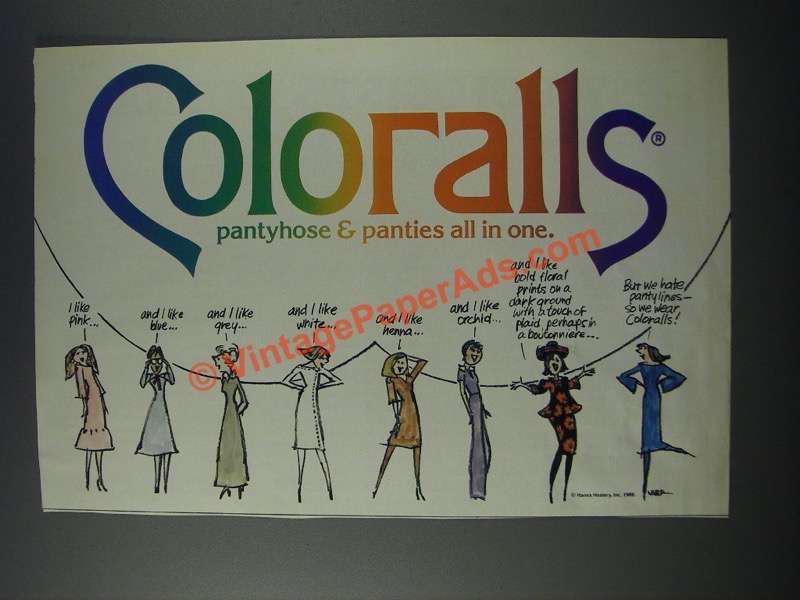 Coloralls®
pantyhose & panties all in one.
© VintagePaperAds.com
I like
pink...
and I like
blue...
and I like
grey...
and I like
white...
and I like
henna...
and I like
orchid...
and I like
bold floral
prints on a
dark ground
with a touch of
plaid, perhaps in
a boutonniere....
But we hate
pantylines—
so we wear
Coloralls!
© Hanes Hosiery, Inc. 1986